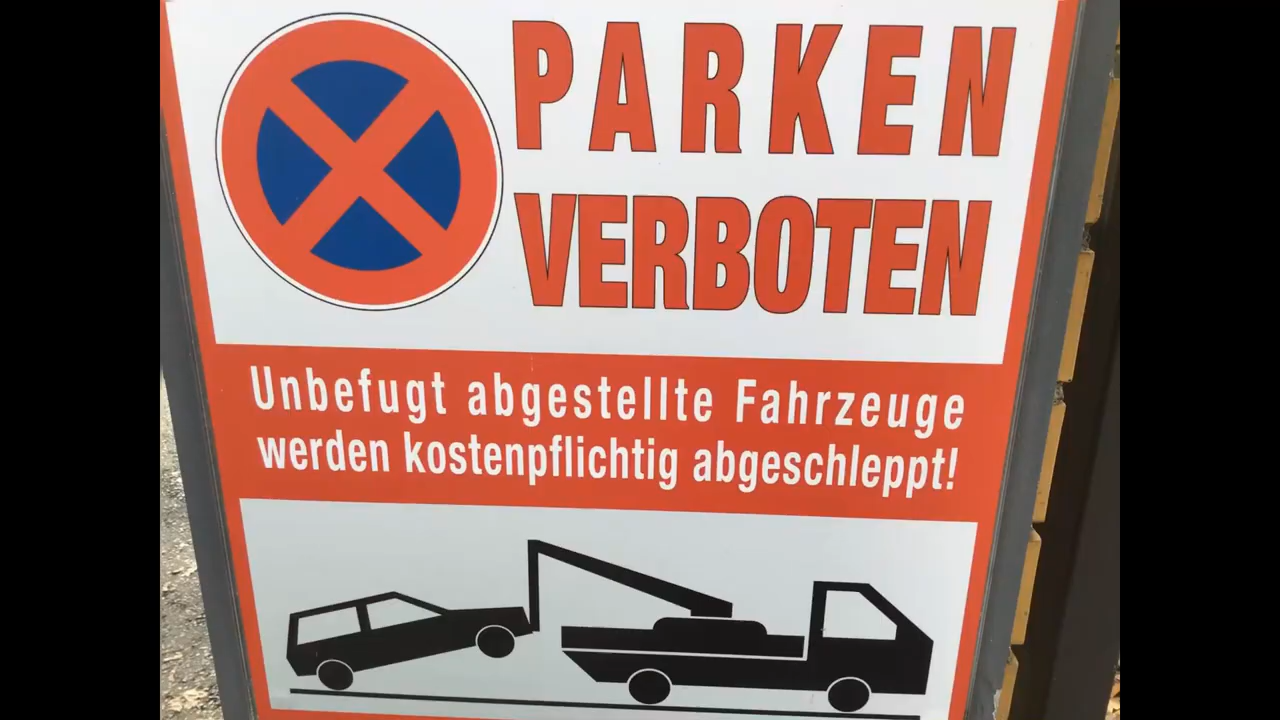 PARKEN
VERBOTEN
Unbefugt abgestellte Fahrzeuge
werden kostenpflichtig abgeschleppt!